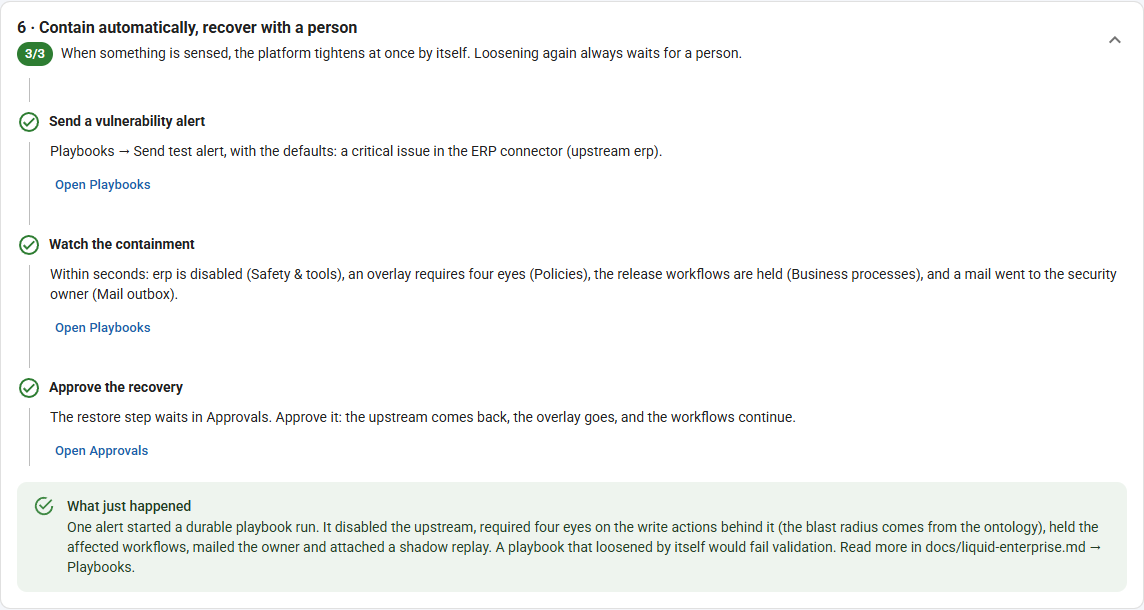 6 · Contain automatically, recover with a person
3/3 When something is sensed, the platform tightens at once by itself. Loosening again always waits for a person.
Send a vulnerability alert
Playbooks → Send test alert, with the defaults: a critical issue in the ERP connector (upstream erp).
Open Playbooks
Watch the containment
Within seconds: erp is disabled (Safety & tools), an overlay requires four eyes (Policies), the release workflows are held (Business processes), and a mail went to the security
owner (Mail outbox).
Open Playbooks
Approve the recovery
The restore step waits in Approvals. Approve it: the upstream comes back, the overlay goes, and the workflows continue.
Open Approvals
What just happened
One alert started a durable playbook run. It disabled the upstream, required four eyes on the write actions behind it (the blast radius comes from the ontology), held the
affected workflows, mailed the owner and attached a shadow replay. A playbook that loosened by itself would fail validation. Read more in docs/liquid-enterprise.md →
Playbooks.